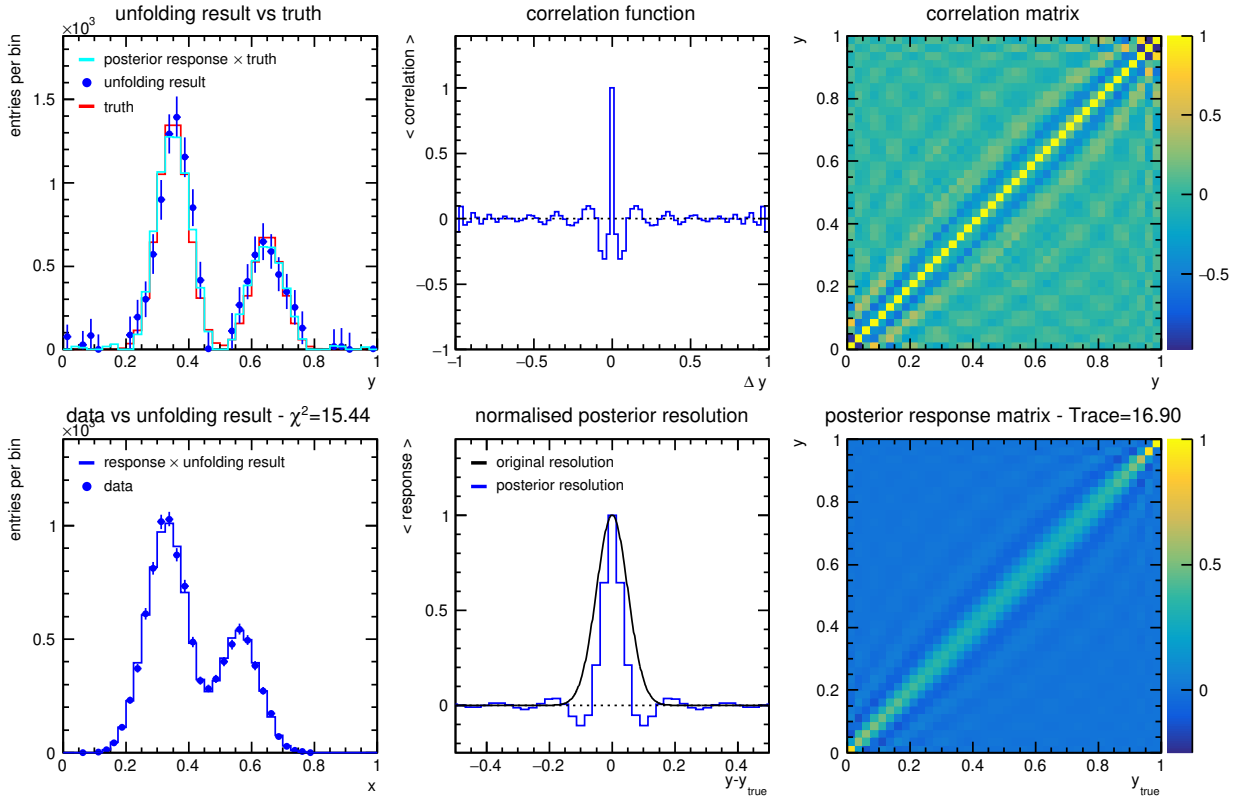 unfolding result vs truth
×10³
entries per bin
posterior response × truth
unfolding result
truth
1.5
1
0.5
0
0 0.2 0.4 0.6 0.8 1
y
correlation function
< correlation >
1
0.5
0
−0.5
−1
−1 −0.5 0 0.5 1
Δ y
correlation matrix
y
1
0.8
0.6
0.4
0.2
0
0 0.2 0.4 0.6 0.8 1
y
1
0.5
0
−0.5
data vs unfolding result - χ²=15.44
×10³
entries per bin
response × unfolding result
data
1
0.5
0
0 0.2 0.4 0.6 0.8 1
x
normalised posterior resolution
< response >
original resolution
posterior resolution
1
0.5
0
−0.4 −0.2 0 0.2 0.4
y-y_true
posterior response matrix - Trace=16.90
y
1
0.8
0.6
0.4
0.2
0
0 0.2 0.4 0.6 0.8 1
y_true
1
0.5
0